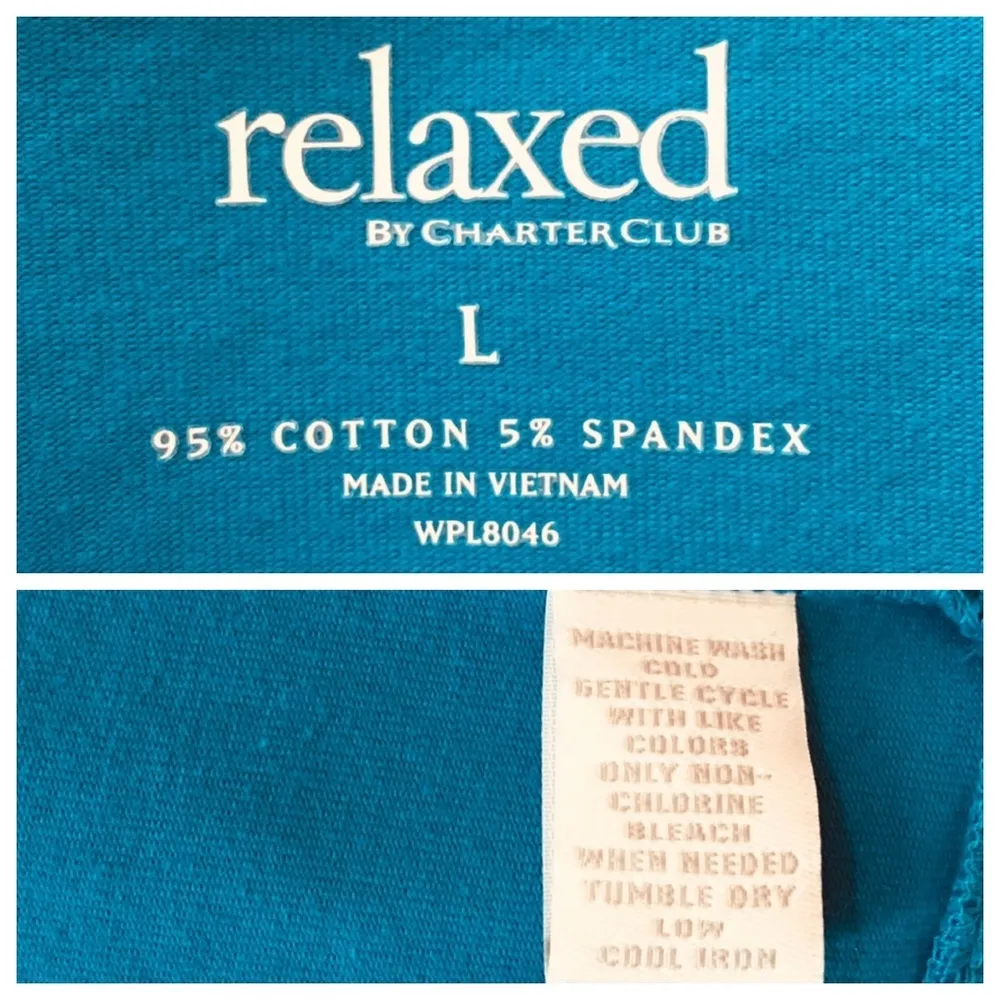 relaxed
BY CHARTER CLUB
L
95% COTTON 5% SPANDEX
MADE IN VIETNAM
WPL8046
MACHINE WASH
COLD
GENTLE CYCLE
WITH LIKE
COLORS
ONLY NON-
CHLORINE
BLEACH
WHEN NEEDED
TUMBLE DRY
LOW
COOL IRON